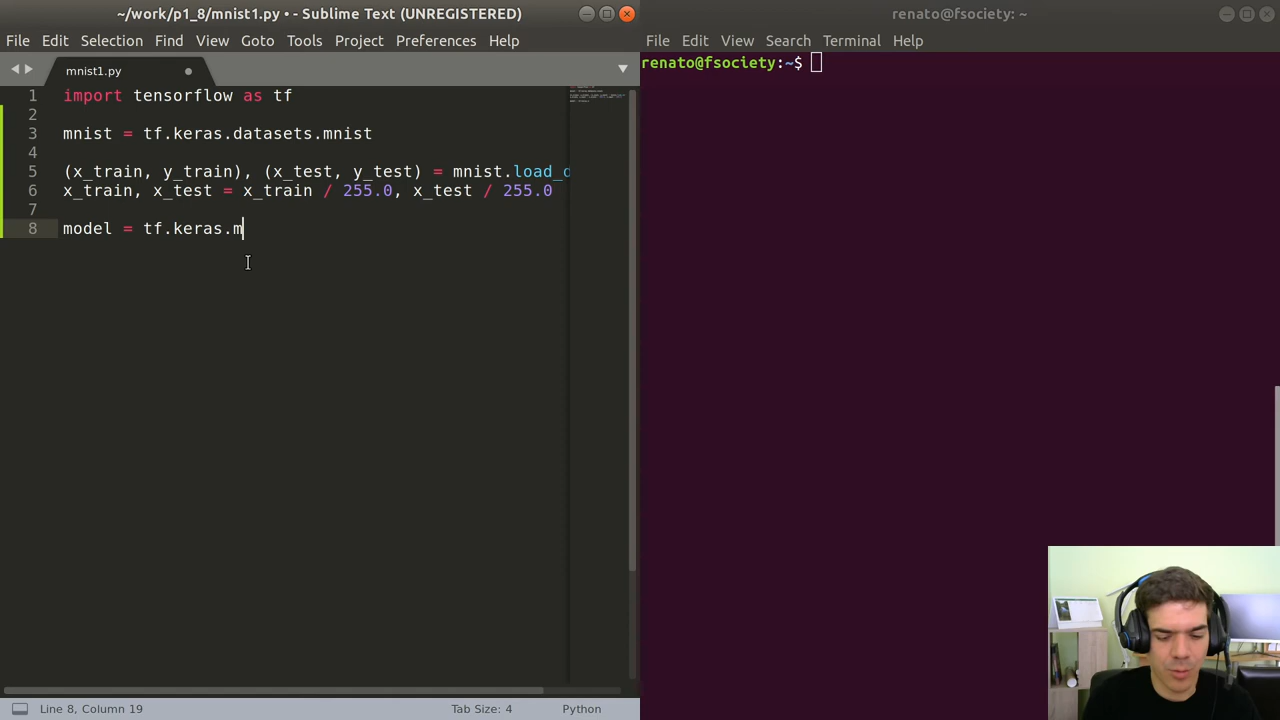 ~/work/p1_8/mnist1.py • - Sublime Text (UNREGISTERED)
File Edit Selection Find View Goto Tools Project Preferences Help
mnist1.py
1 import tensorflow as tf
2
3 mnist = tf.keras.datasets.mnist
4
5 (x_train, y_train), (x_test, y_test) = mnist.load_d
6 x_train, x_test = x_train / 255.0, x_test / 255.0
7
8 model = tf.keras.m
Line 8, Column 19
Tab Size: 4
Python
renato@fsociety: ~
File Edit View Search Terminal Help
renato@fsociety:~$